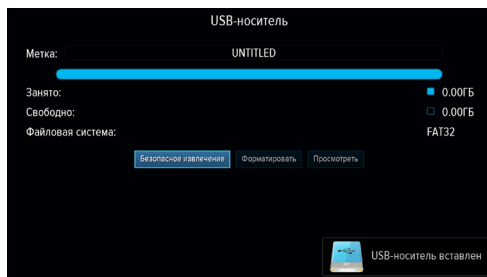 USB-носитель
Метка: UNTITLED
Занято: 0.00ГБ
Свободно: 0.00ГБ
Файловая система: FAT32
Безопасное извлечение Форматировать Просмотреть
USB-носитель вставлен